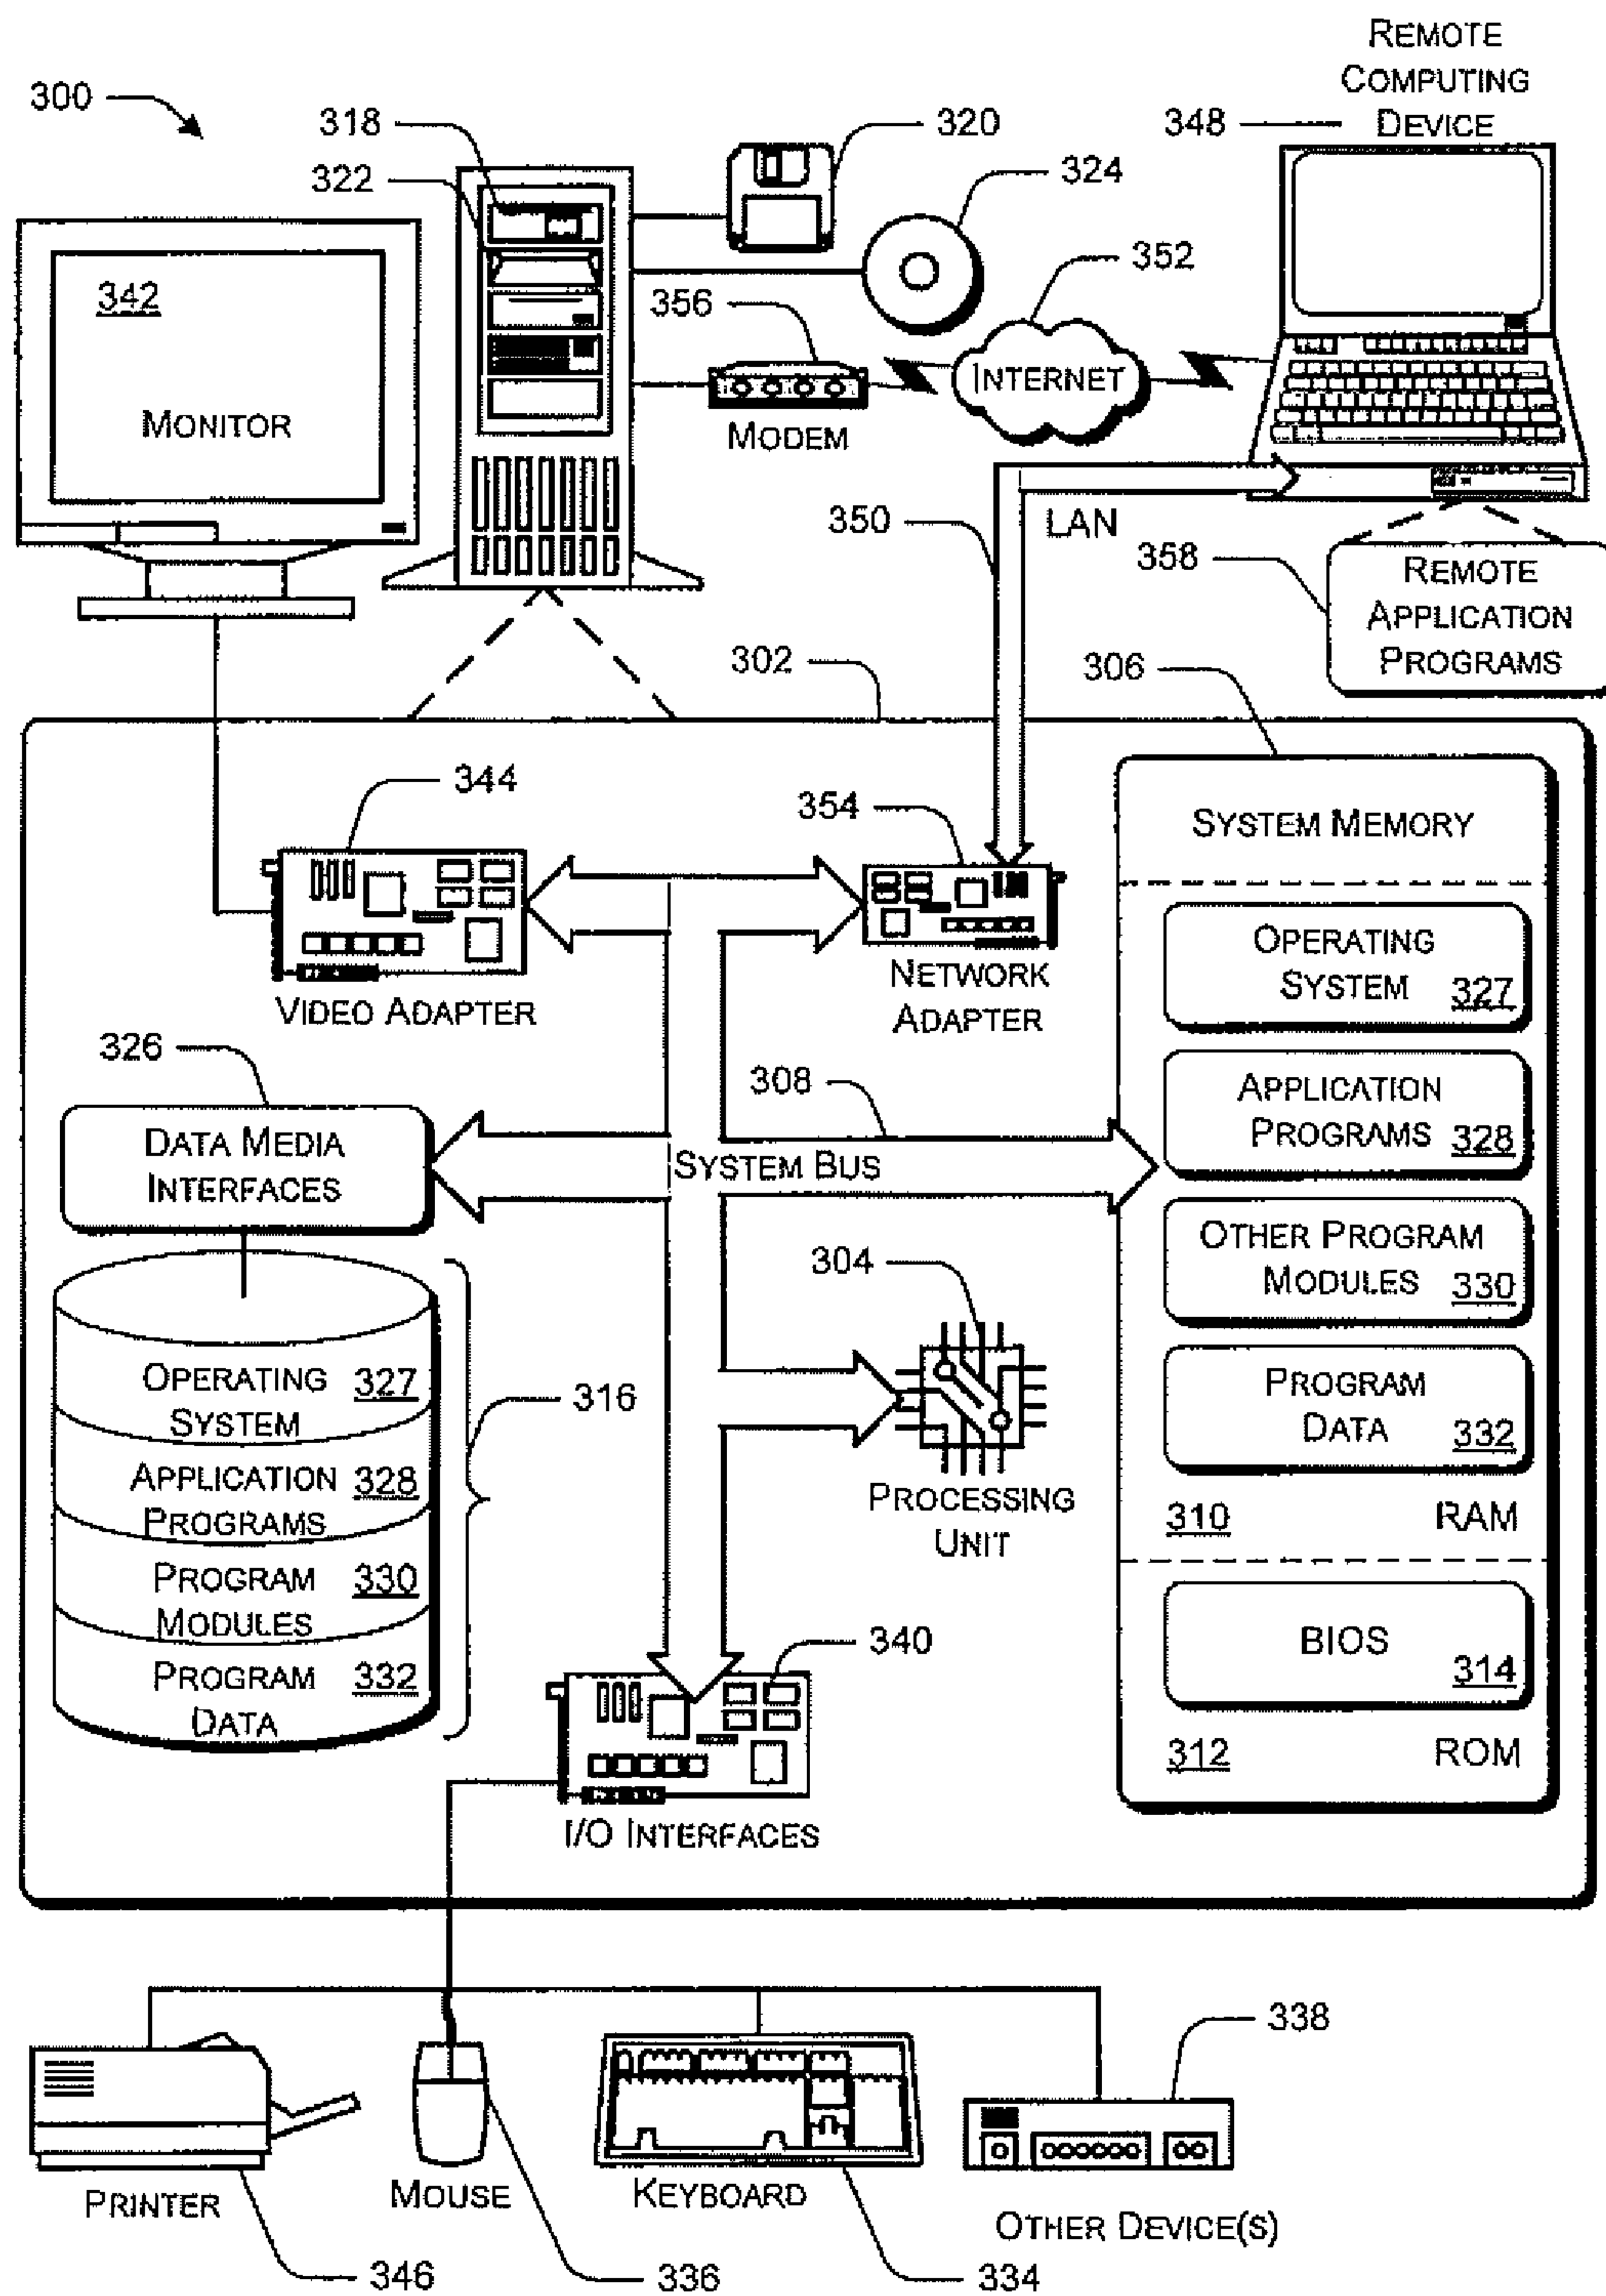 REMOTE
COMPUTING
DEVICE
348
300
318
322
320
324
352
356
342
MONITOR
INTERNET
MODEM
350
LAN
358
REMOTE
APPLICATION
PROGRAMS
302
306
344
354
SYSTEM MEMORY
VIDEO ADAPTER
NETWORK
ADAPTER
OPERATING
SYSTEM 327
326
DATA MEDIA
INTERFACES
308
SYSTEM BUS
APPLICATION
PROGRAMS 328
OTHER PROGRAM
MODULES 330
304
PROCESSING
UNIT
PROGRAM
DATA 332
310 RAM
OPERATING 327
SYSTEM
APPLICATION 328
PROGRAMS
PROGRAM 330
MODULES
PROGRAM 332
DATA
316
BIOS
314
312 ROM
340
I/O INTERFACES
338
PRINTER
MOUSE
KEYBOARD
OTHER DEVICE(S)
346
336
334